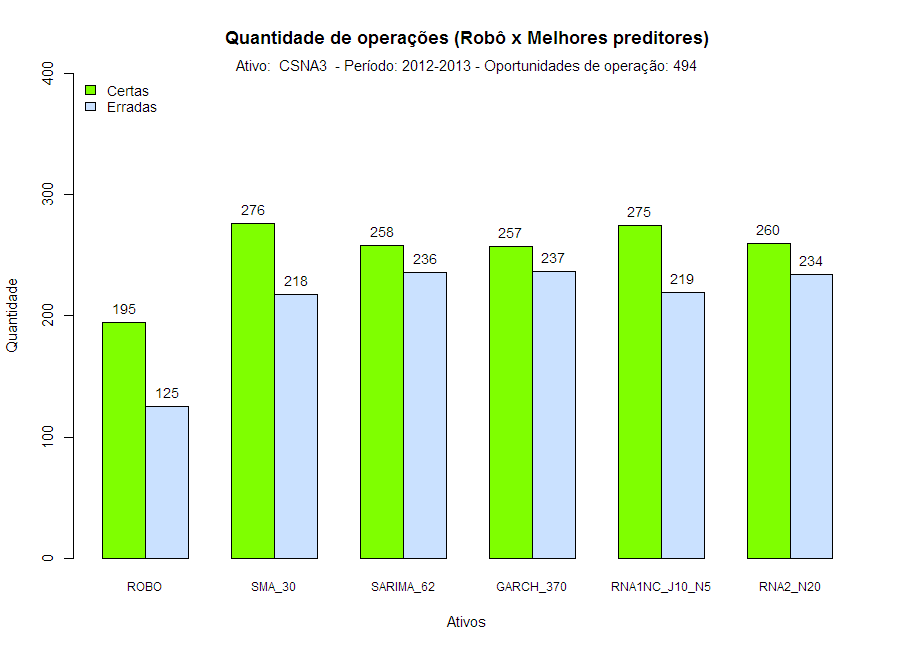 Quantidade de operações (Robô x Melhores preditores)
Ativo:  CSNA3  - Período: 2012-2013 - Oportunidades de operação: 494
Certas
Erradas
Quantidade
400
300
200
100
0
195
125
276
218
258
236
257
237
275
219
260
234
ROBO
SMA_30
SARIMA_62
GARCH_370
RNA1NC_J10_N5
RNA2_N20
Ativos